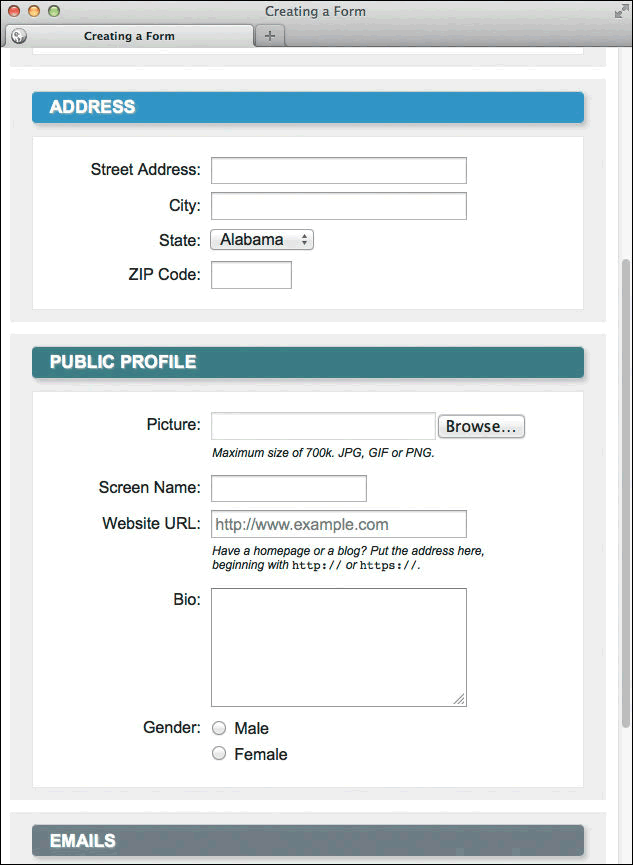 Creating a Form
Creating a Form
ADDRESS
Street Address:
City:
State: Alabama
ZIP Code:
PUBLIC PROFILE
Picture: Browse...
Maximum size of 700k. JPG, GIF or PNG.
Screen Name:
Website URL: http://www.example.com
Have a homepage or a blog? Put the address here,
beginning with http:// or https://.
Bio:
Gender: Male
Female
EMAILS